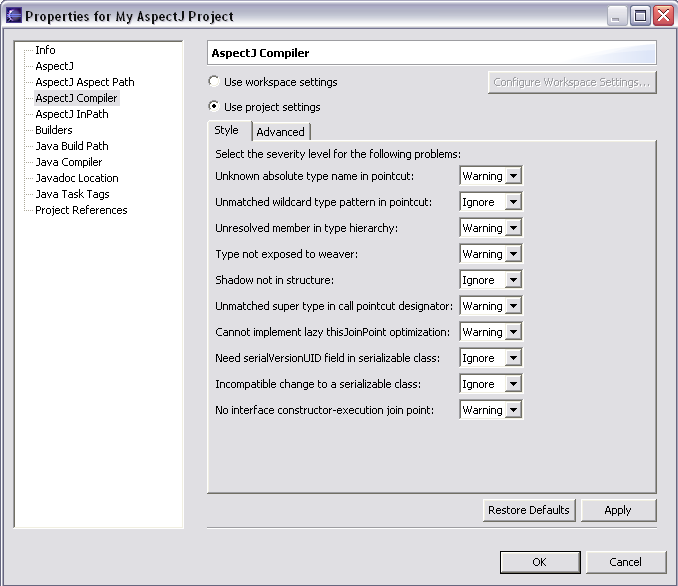 Properties for My AspectJ Project
Info
AspectJ
AspectJ Aspect Path
AspectJ Compiler
AspectJ InPath
Builders
Java Build Path
Java Compiler
Javadoc Location
Java Task Tags
Project References
AspectJ Compiler
Use workspace settings
Configure Workspace Settings...
Use project settings
Style Advanced
Select the severity level for the following problems:
Unknown absolute type name in pointcut: Warning
Unmatched wildcard type pattern in pointcut: Ignore
Unresolved member in type hierarchy: Warning
Type not exposed to weaver: Warning
Shadow not in structure: Ignore
Unmatched super type in call pointcut designator: Warning
Cannot implement lazy thisJoinPoint optimization: Warning
Need serialVersionUID field in serializable class: Ignore
Incompatible change to a serializable class: Ignore
No interface constructor-execution join point: Warning
Restore Defaults Apply
OK Cancel